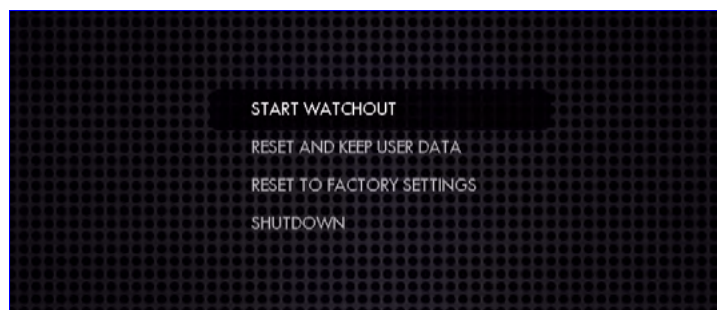 START WATCHOUT
RESET AND KEEP USER DATA
RESET TO FACTORY SETTINGS
SHUTDOWN